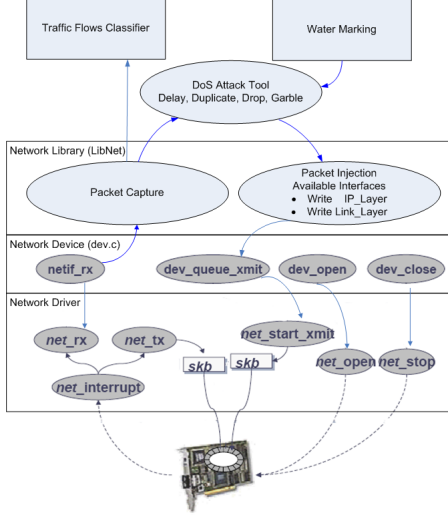 Traffic Flows Classifier
Water Marking
DoS Attack Tool
Delay, Duplicate, Drop, Garble
Network Library (LibNet)
Packet Capture
Packet Injection
Available Interfaces
• Write IP_Layer
• Write Link_Layer
Network Device (dev.c)
netif_rx
dev_queue_xmit
dev_open
dev_close
Network Driver
net_rx
net_tx
net_start_xmit
skb
skb
net_open
net_stop
net_interrupt